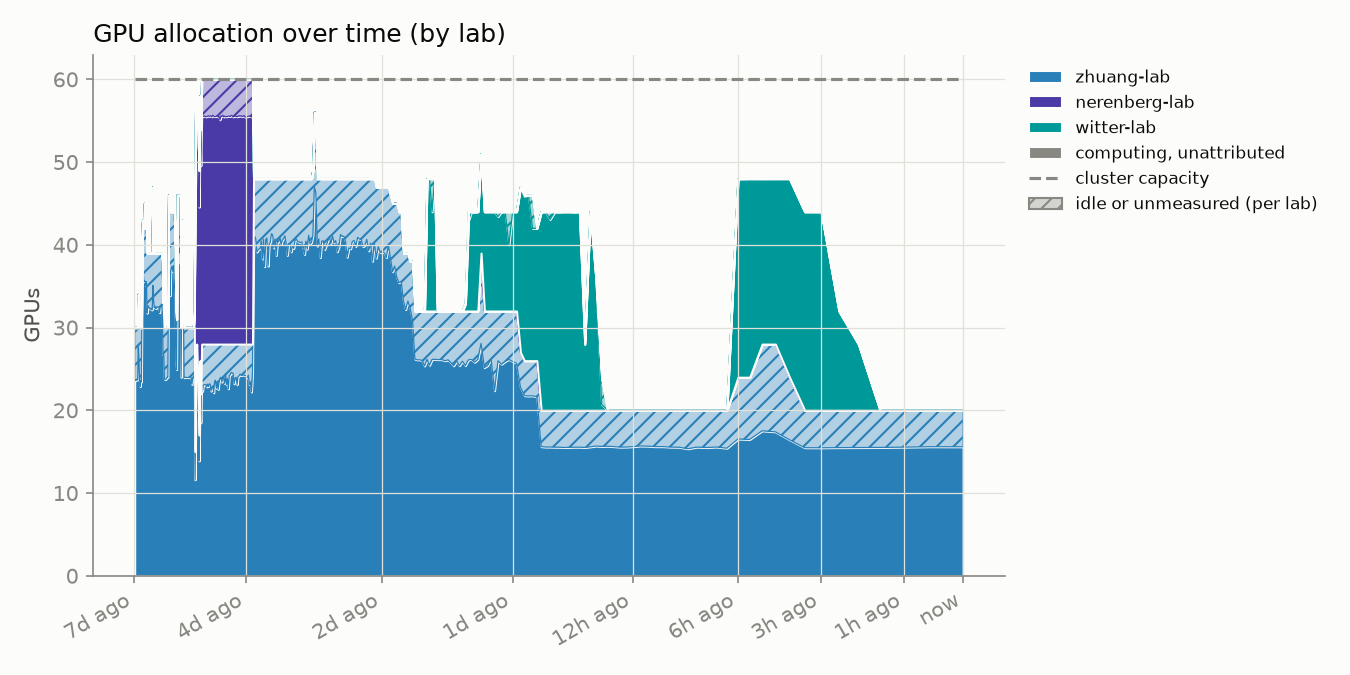 GPU allocation over time (by lab)
60
50
40
30
20
10
0
GPUs
7d ago
4d ago
2d ago
1d ago
12h ago
6h ago
3h ago
1h ago
now
zhuang-lab
nerenberg-lab
witter-lab
computing, unattributed
cluster capacity
idle or unmeasured (per lab)